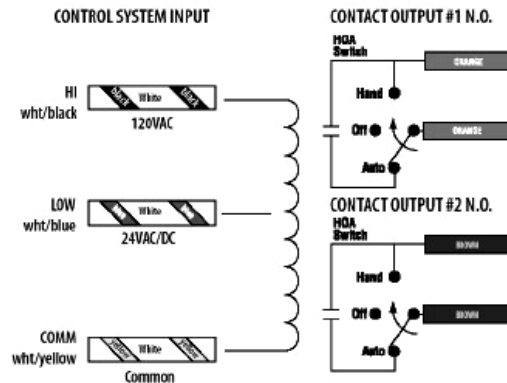 CONTROL SYSTEM INPUT
HI
wht/black
black White black
120VAC
LOW
wht/blue
White
24VAC/DC
COMM
wht/yellow
yellow White yellow
Common
CONTACT OUTPUT #1 N.O.
HOA
Switch
ORANGE
Hand
Off
ORANGE
Auto
CONTACT OUTPUT #2 N.O.
HOA
Switch
BROWN
Hand
Off
BROWN
Auto